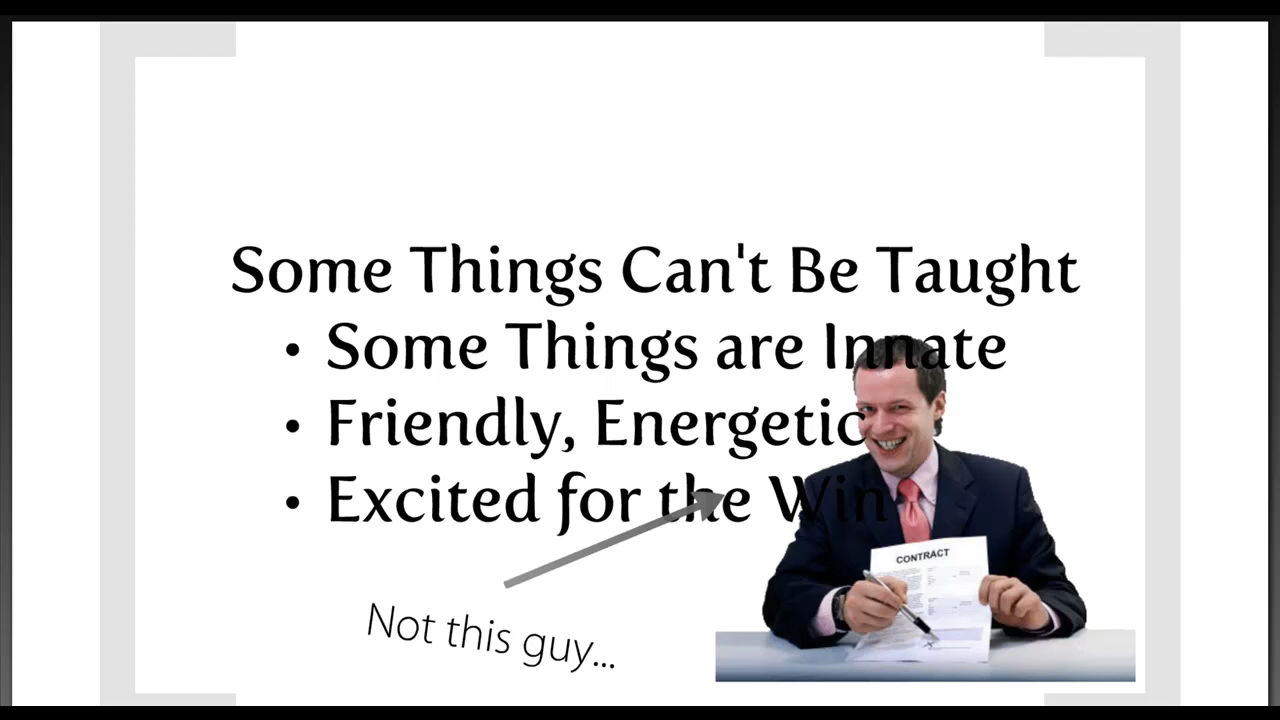 Some Things Can't Be Taught
• Some Things are Innate
• Friendly, Energetic
• Excited for the Win
CONTRACT
Not this guy...